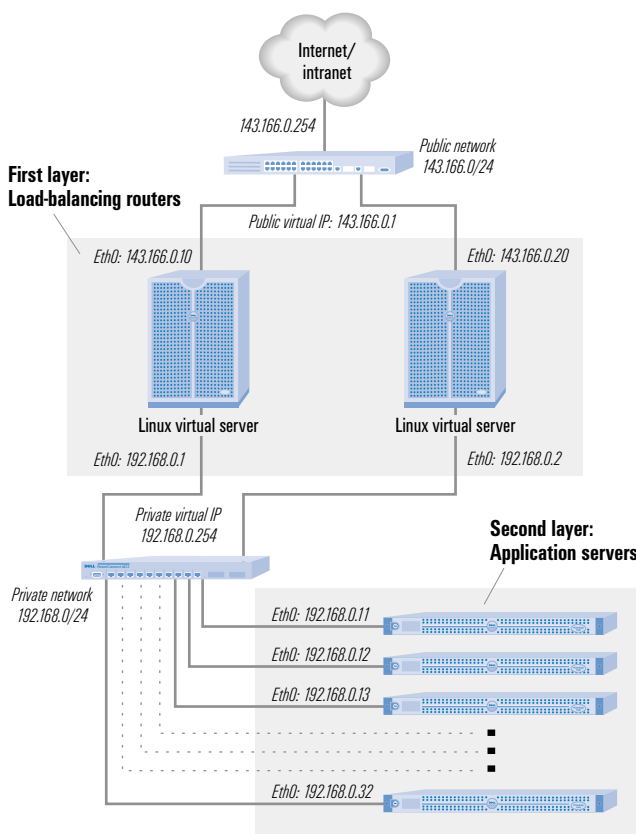 Internet/
intranet
143.166.0.254
Public network
143.166.0/24
First layer:
Load-balancing routers
Public virtual IP: 143.166.0.1
Eth0: 143.166.0.10
Eth0: 143.166.0.20
Linux virtual server
Linux virtual server
Eth0: 192.168.0.1
Eth0: 192.168.0.2
Private virtual IP
192.168.0.254
Second layer:
Application servers
DELL
Private network
192.168.0/24
Eth0: 192.168.0.11
Eth0: 192.168.0.12
Eth0: 192.168.0.13
Eth0: 192.168.0.32